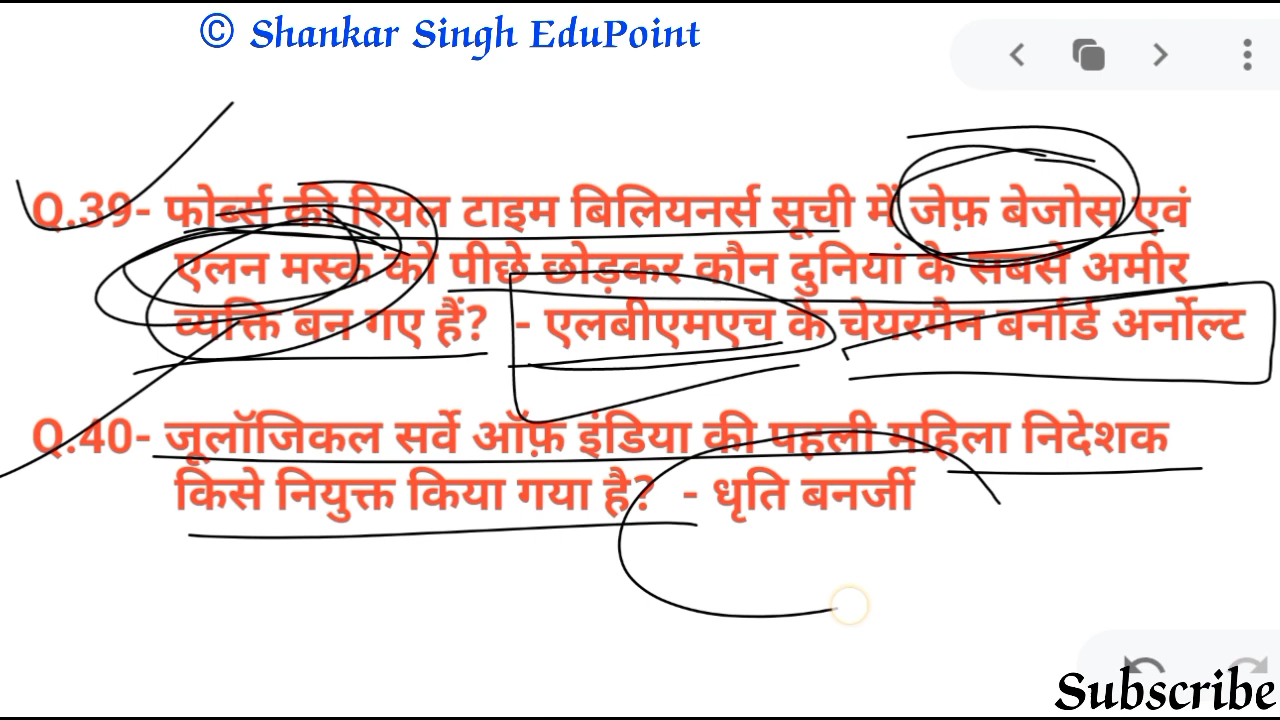 © Shankar Singh EduPoint
Q.39- फोर्ब्स की रियल टाइम बिलियनर्स सूची में जेफ़ बेजोस एवं
एलन मस्क को पीछे छोड़कर कौन दुनियां के सबसे अमीर
व्यक्ति बन गए हैं? - एलबीएमएच के चेयरमैन बर्नार्ड अर्नोल्ट
Q.40- जूलॉजिकल सर्वे ऑफ़ इंडिया की पहली महिला निदेशक
किसे नियुक्त किया गया है? - धृति बनर्जी
Subscribe